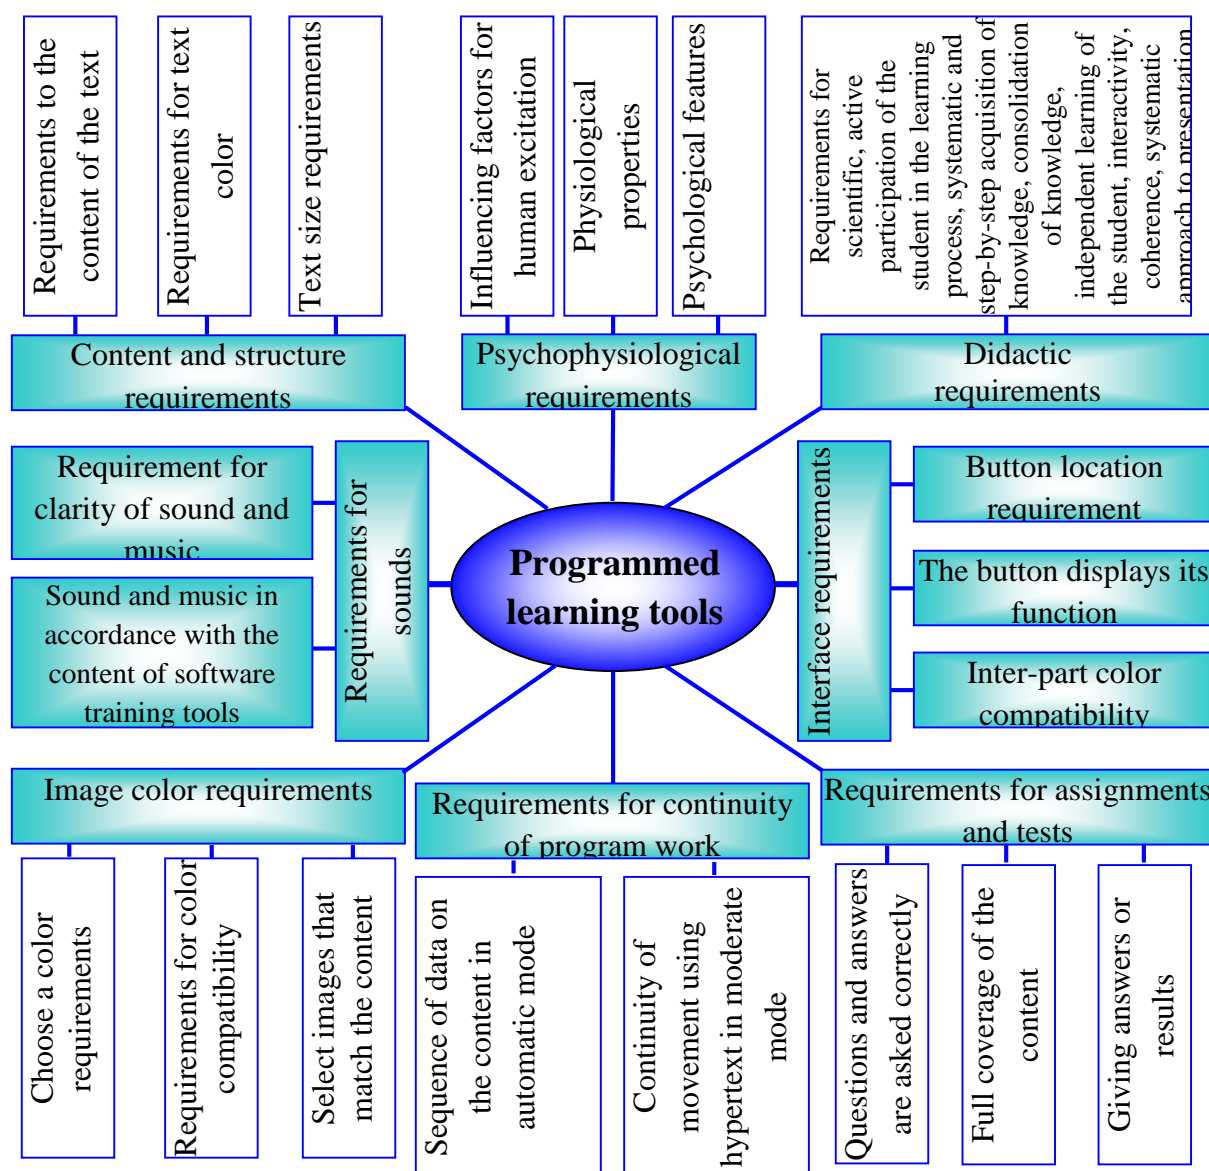 Requirements to the
content of the text
Requirements for text
color
Text size requirements
Influencing factors for
human excitation
Physiological
properties
Psychological features
Requirements for
scientific, active
participation of the
student in the learning
process, systematic and
step-by-step acquisition of
knowledge, consolidation
of knowledge,
independent learning of
the student, interactivity,
coherence, systematic
approach to presentation
Content and structure
requirements
Psychophysiological
requirements
Didactic
requirements
Requirement for
clarity of sound and
music
Sound and music in
accordance with the
content of software
training tools
Requirements for
sounds
Programmed
learning tools
Interface requirements
Button location
requirement
The button displays its
function
Inter-part color
compatibility
Image color requirements
Requirements for continuity
of program work
Requirements for assignments
and tests
Choose a color
requirements
Requirements for color
compatibility
Select images that
match the content
Sequence of data on
the content in
automatic mode
Continuity of
movement using
hypertext in moderate
mode
Questions and answers
are asked correctly
Full coverage of the
content
Giving answers or
results